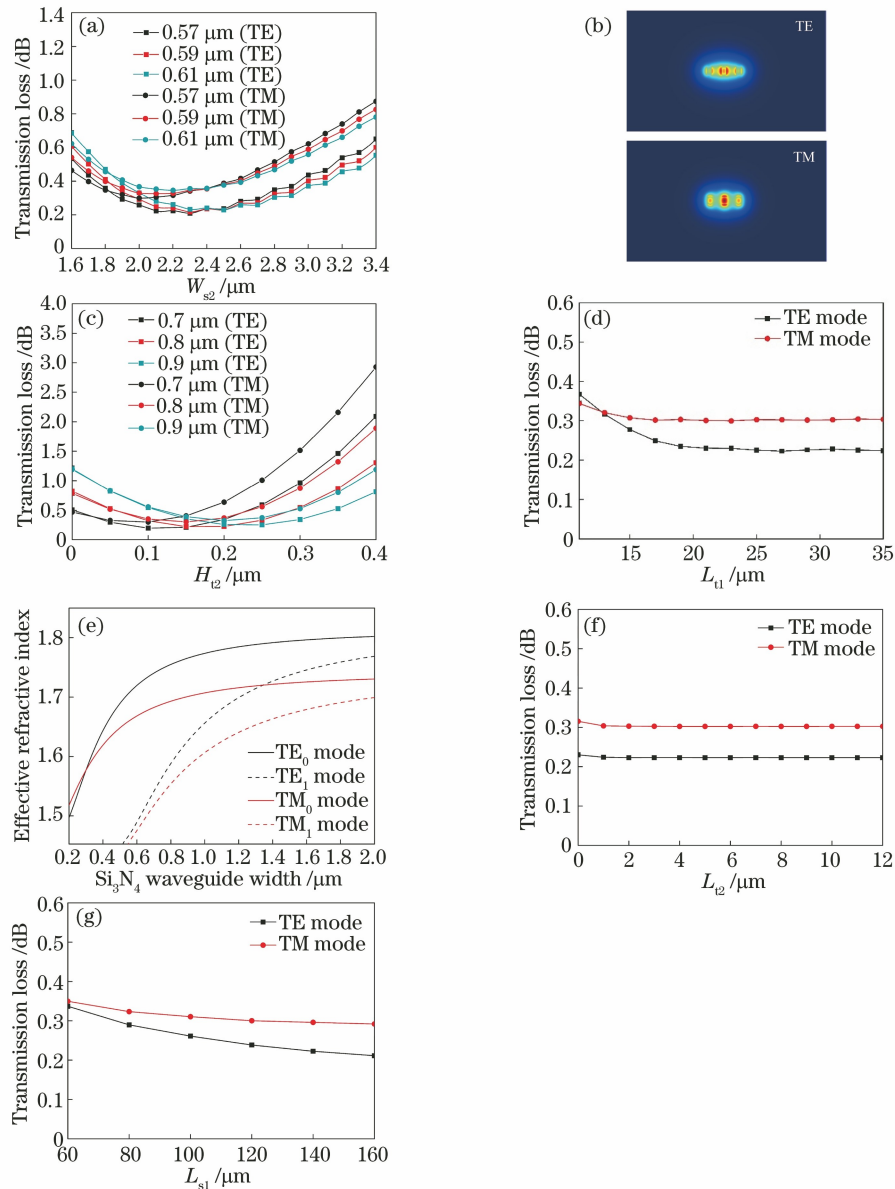 (a)
Transmission loss /dB
1.4
1.2
1.0
0.8
0.6
0.4
0.2
0
0.57 μm (TE)
0.59 μm (TE)
0.61 μm (TE)
0.57 μm (TM)
0.59 μm (TM)
0.61 μm (TM)
1.6 1.8 2.0 2.2 2.4 2.6 2.8 3.0 3.2 3.4
W_s2 /μm
(b)
TE
TM
(c)
Transmission loss /dB
4.0
3.5
3.0
2.5
2.0
1.5
1.0
0.5
0
0.7 μm (TE)
0.8 μm (TE)
0.9 μm (TE)
0.7 μm (TM)
0.8 μm (TM)
0.9 μm (TM)
0 0.1 0.2 0.3 0.4
H_t2 /μm
(d)
Transmission loss /dB
0.6
0.5
0.4
0.3
0.2
0.1
0
TE mode
TM mode
15 20 25 30 35
L_t1 /μm
(e)
Effective refractive index
1.8
1.7
1.6
1.5
TE0 mode
TE1 mode
TM0 mode
TM1 mode
0.2 0.4 0.6 0.8 1.0 1.2 1.4 1.6 1.8 2.0
Si3N4 waveguide width /μm
(f)
Transmission loss /dB
0.6
0.5
0.4
0.3
0.2
0.1
0
TE mode
TM mode
0 2 4 6 8 10 12
L_t2 /μm
(g)
Transmission loss /dB
0.6
0.5
0.4
0.3
0.2
0.1
0
TE mode
TM mode
60 80 100 120 140 160
L_s1 /μm